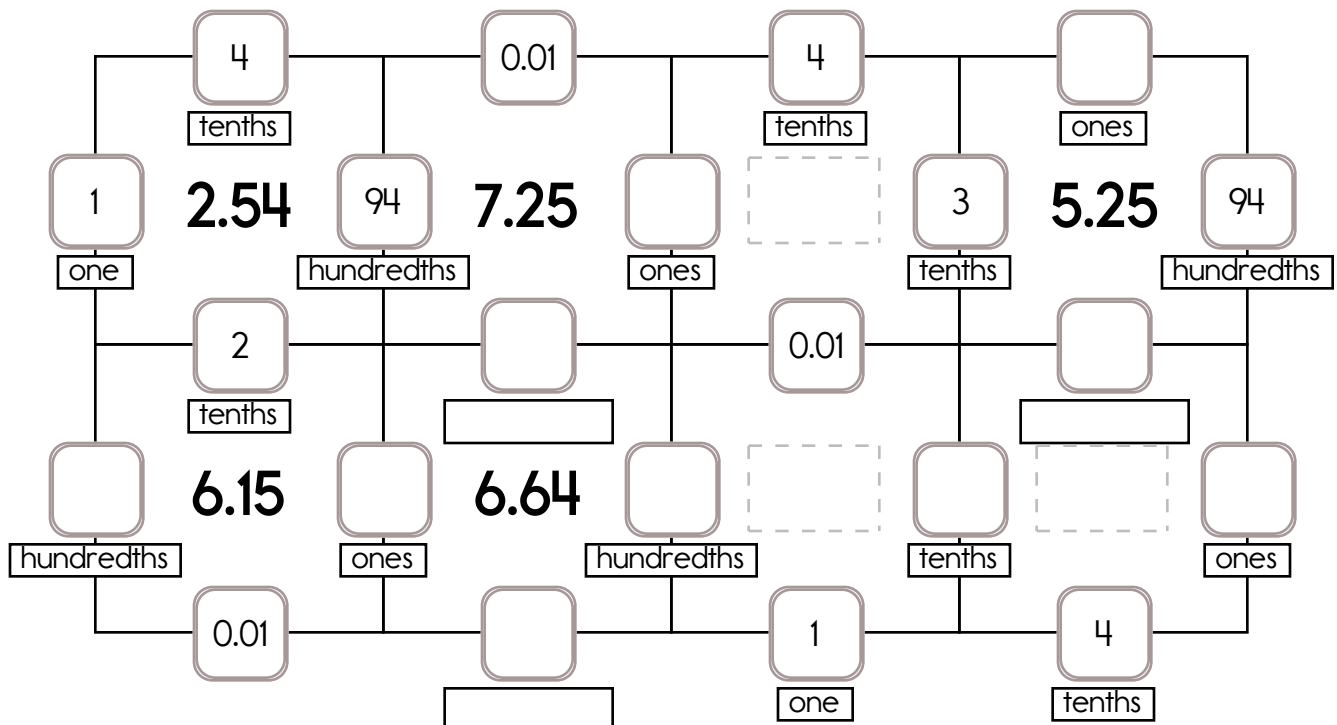 4 0.01 4
tenths tenths ones
1 2.54 94 7.25 3 5.25 94
one hundredths ones tenths hundredths
2 0.01
tenths
6.15 6.64
hundredths ones hundredths tenths ones
0.01 1 4
one tenths